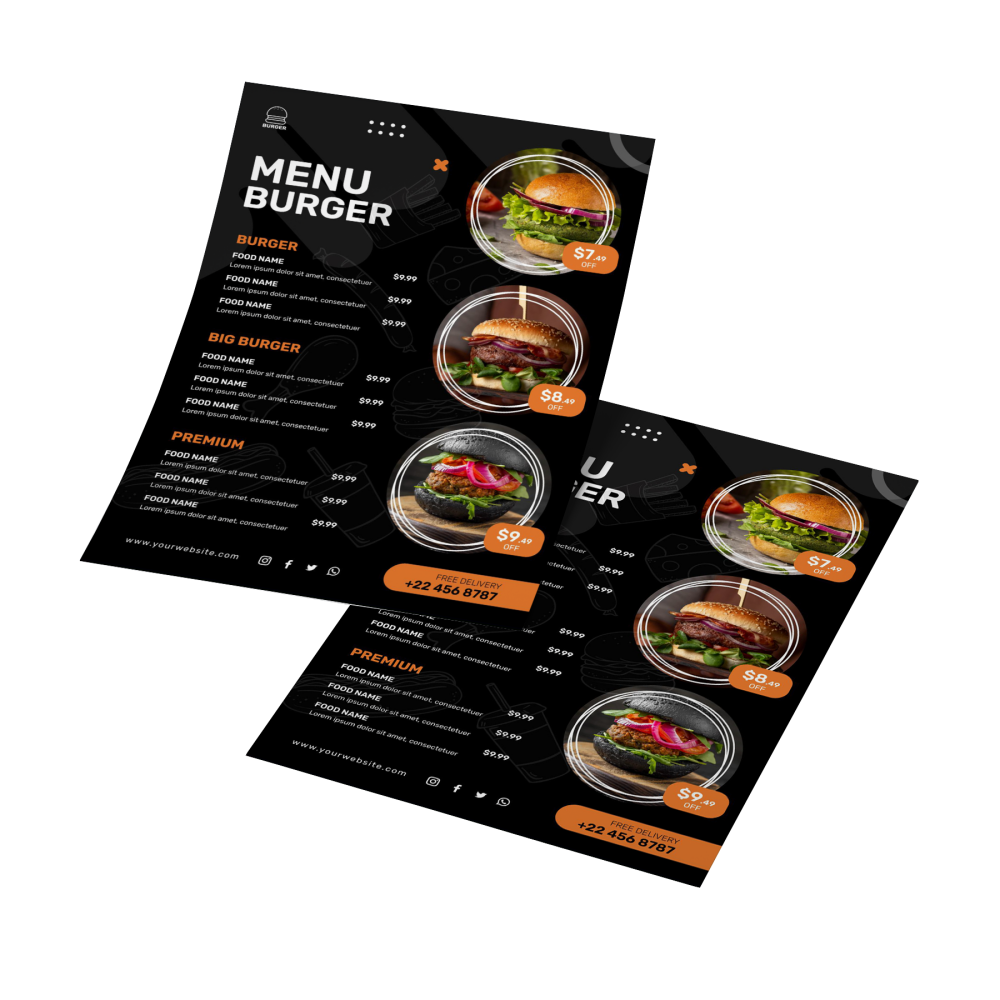 BURGER
MENU
BURGER
BURGER
FOOD NAME
Lorem ipsum dolor sit amet, consectetuer
$9.99
FOOD NAME
Lorem ipsum dolor sit amet, consectetuer
$9.99
FOOD NAME
Lorem ipsum dolor sit amet, consectetuer
$9.99
BIG BURGER
FOOD NAME
Lorem ipsum dolor sit amet, consectetuer
$9.99
FOOD NAME
Lorem ipsum dolor sit amet, consectetuer
$9.99
FOOD NAME
Lorem ipsum dolor sit amet, consectetuer
$9.99
PREMIUM
FOOD NAME
Lorem ipsum dolor sit amet, consectetuer
$9.99
FOOD NAME
Lorem ipsum dolor sit amet, consectetuer
$9.99
FOOD NAME
Lorem ipsum dolor sit amet, consectetuer
$9.99
www.yourwebsite.com
$7.49
OFF
$8.49
OFF
$9.49
OFF
FREE DELIVERY
+22 456 8787
$9.99
$9.99
$9.99
$9.99
FOOD NAME
Lorem ipsum dolor sit amet, consectetuer
$9.99
FOOD NAME
Lorem ipsum dolor sit amet, consectetuer
$9.99
PREMIUM
FOOD NAME
Lorem ipsum dolor sit amet, consectetuer
$9.99
FOOD NAME
Lorem ipsum dolor sit amet, consectetuer
$9.99
FOOD NAME
Lorem ipsum dolor sit amet, consectetuer
$9.99
www.yourwebsite.com
$7.49
OFF
$8.49
OFF
$9.49
OFF
FREE DELIVERY
+22 456 8787